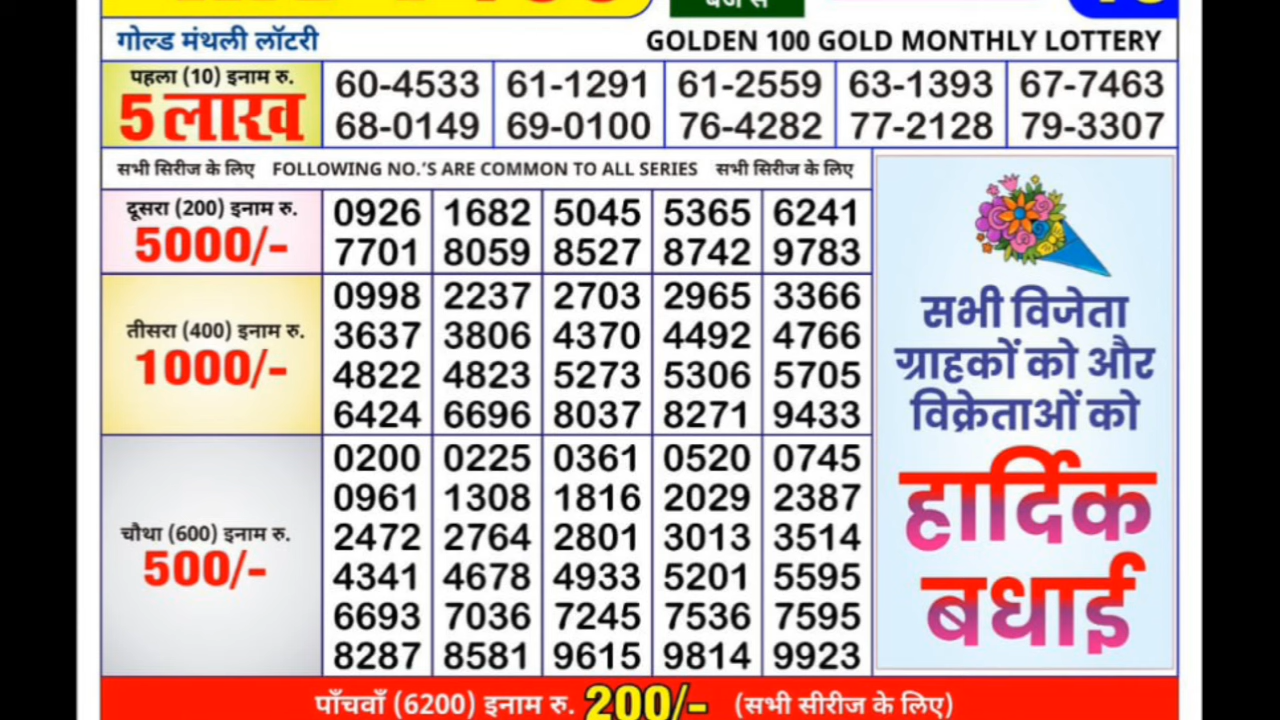 गोल्ड मंथली लॉटरी GOLDEN 100 GOLD MONTHLY LOTTERY
पहला (10) इनाम रु.
5 लाख
60-4533 61-1291 61-2559 63-1393 67-7463
68-0149 69-0100 76-4282 77-2128 79-3307
सभी सिरीज के लिए FOLLOWING NO.'S ARE COMMON TO ALL SERIES सभी सिरीज के लिए
दूसरा (200) इनाम रु.
5000/-
0926 1682 5045 5365 6241
7701 8059 8527 8742 9783
तीसरा (400) इनाम रु.
1000/-
0998 2237 2703 2965 3366
3637 3806 4370 4492 4766
4822 4823 5273 5306 5705
6424 6696 8037 8271 9433
चौथा (600) इनाम रु.
500/-
0200 0225 0361 0520 0745
0961 1308 1816 2029 2387
2472 2764 2801 3013 3514
4341 4678 4933 5201 5595
6693 7036 7245 7536 7595
8287 8581 9615 9814 9923
सभी विजेता
ग्राहकों को और
विक्रेताओं को
हार्दिक
बधाई
पाँचवाँ (6200) इनाम रु. 200/- (सभी सीरीज के लिए)